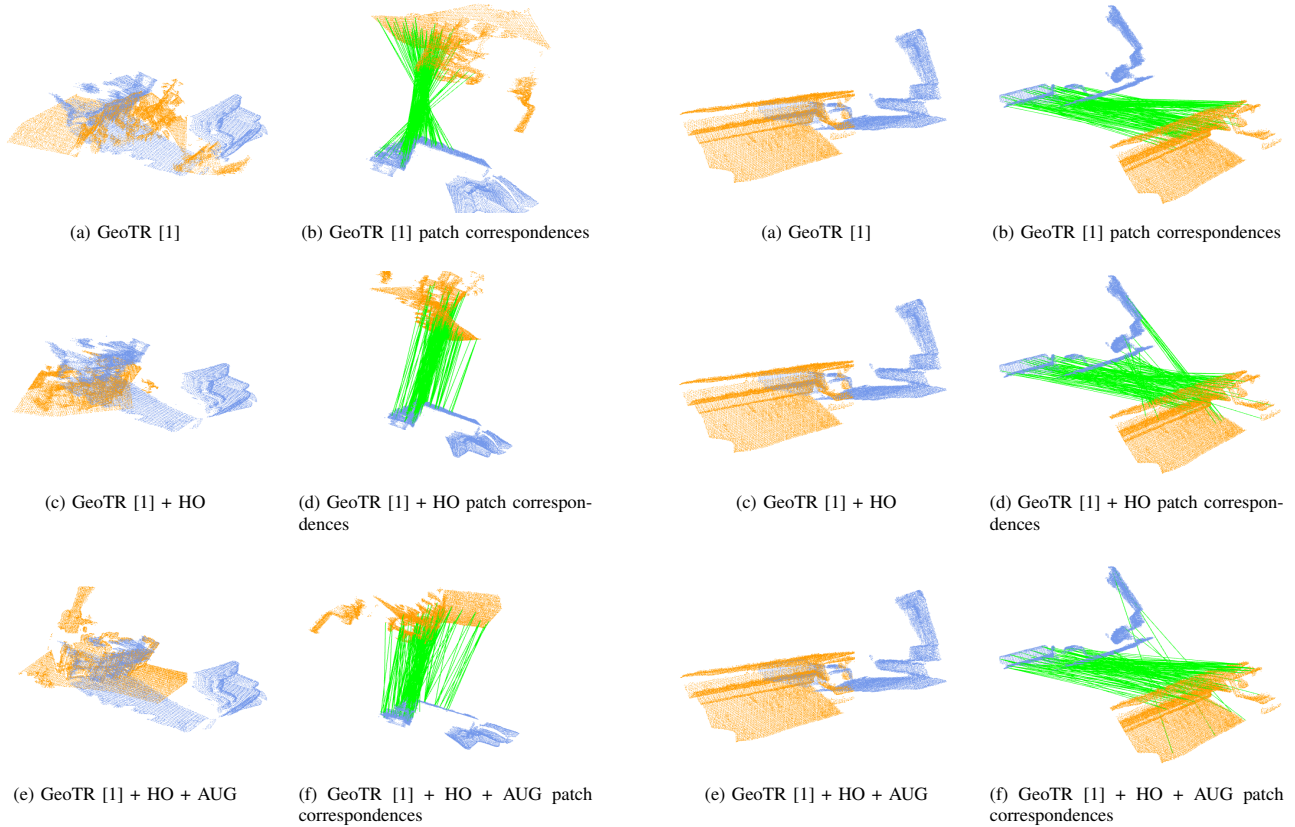 (a) GeoTR [1]
(b) GeoTR [1] patch correspondences
(a) GeoTR [1]
(b) GeoTR [1] patch correspondences
(c) GeoTR [1] + HO
(d) GeoTR [1] + HO patch correspon-
dences
(c) GeoTR [1] + HO
(d) GeoTR [1] + HO patch correspon-
dences
(e) GeoTR [1] + HO + AUG
(f) GeoTR [1] + HO + AUG patch
correspondences
(e) GeoTR [1] + HO + AUG
(f) GeoTR [1] + HO + AUG patch
correspondences